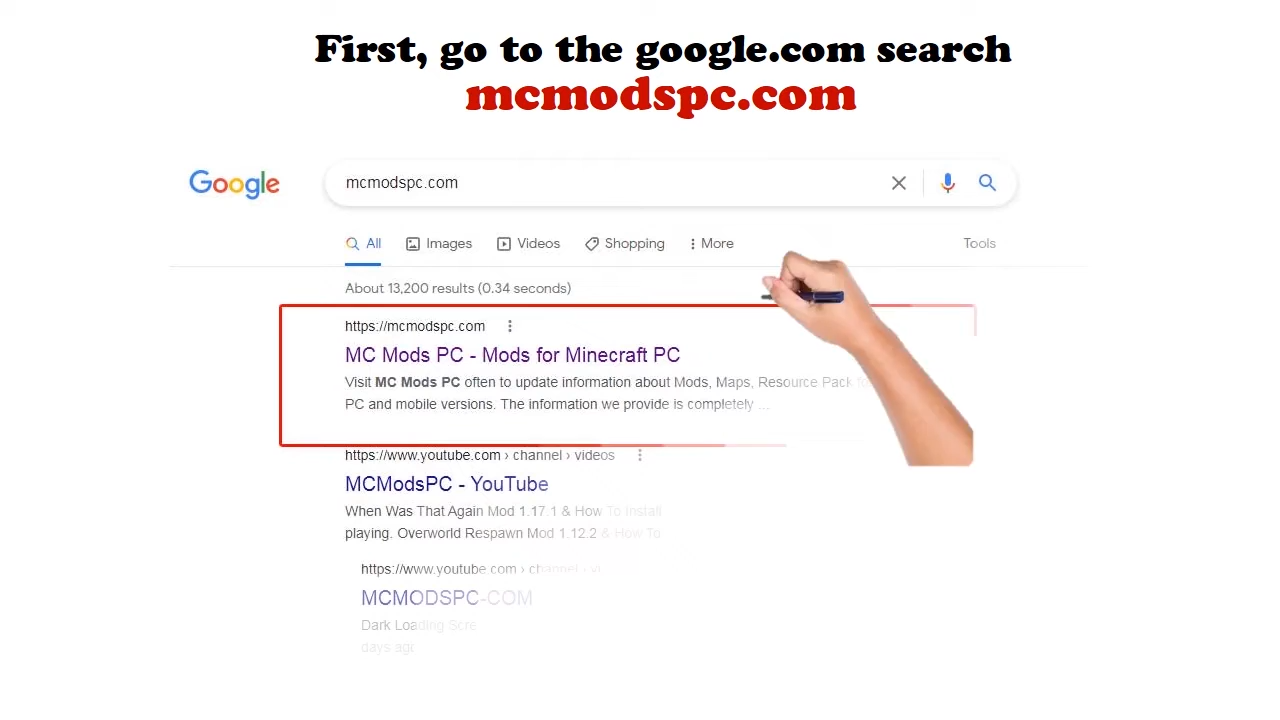 First, go to the google.com search
mcmodspc.com
Google
mcmodspc.com
All Images Videos Shopping More Tools
About 13,200 results (0.34 seconds)
https://mcmodspc.com
MC Mods PC - Mods for Minecraft PC
Visit MC Mods PC often to update information about Mods, Maps, Resource Pack
PC and mobile versions. The information we provide is completely ...
https://www.youtube.com › channel › videos
MCModsPC - YouTube
When Was That Again Mod 1.17.1 & How To Install
playing. Overworld Respawn Mod 1.12.2 & How To
https://www.youtube.com › channel ›
MCMODSPC-COM
Dark Loading Scre
days ago